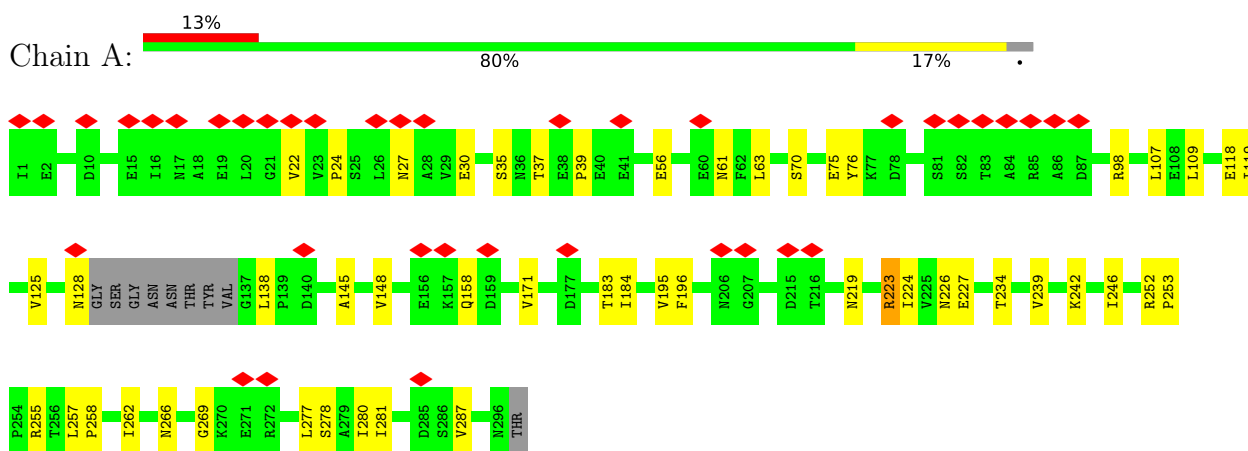 13%
Chain A:
80% 17% •
I1 E2 D10 E15 I16 N17 A18 E19 L20 G21 V22 V23 P24 S25 L26 N27 A28 V29 E30 S35 N36 T37 E38 P39 E40 E41 E56 E60 N61 F62 L63 S70 E75 Y76 K77 D78 S81 S82 T83 A84 R85 A86 D87 R98 L107 E108 L109 E118
V125 N128 GLY SER GLY ASN ASN THR TYR VAL G137 L138 P139 D140 A145 V148 E156 K157 Q158 D159 V171 D177 T183 I184 V195 F196 N206 G207 D215 T216 N219 R223 I224 V225 N226 E227 T234 V239 K242 I246 R252 P253
P254 R255 T256 L257 P258 I262 N266 G269 K270 E271 R272 L277 S278 A279 I280 I281 D285 S286 V287 N296 THR